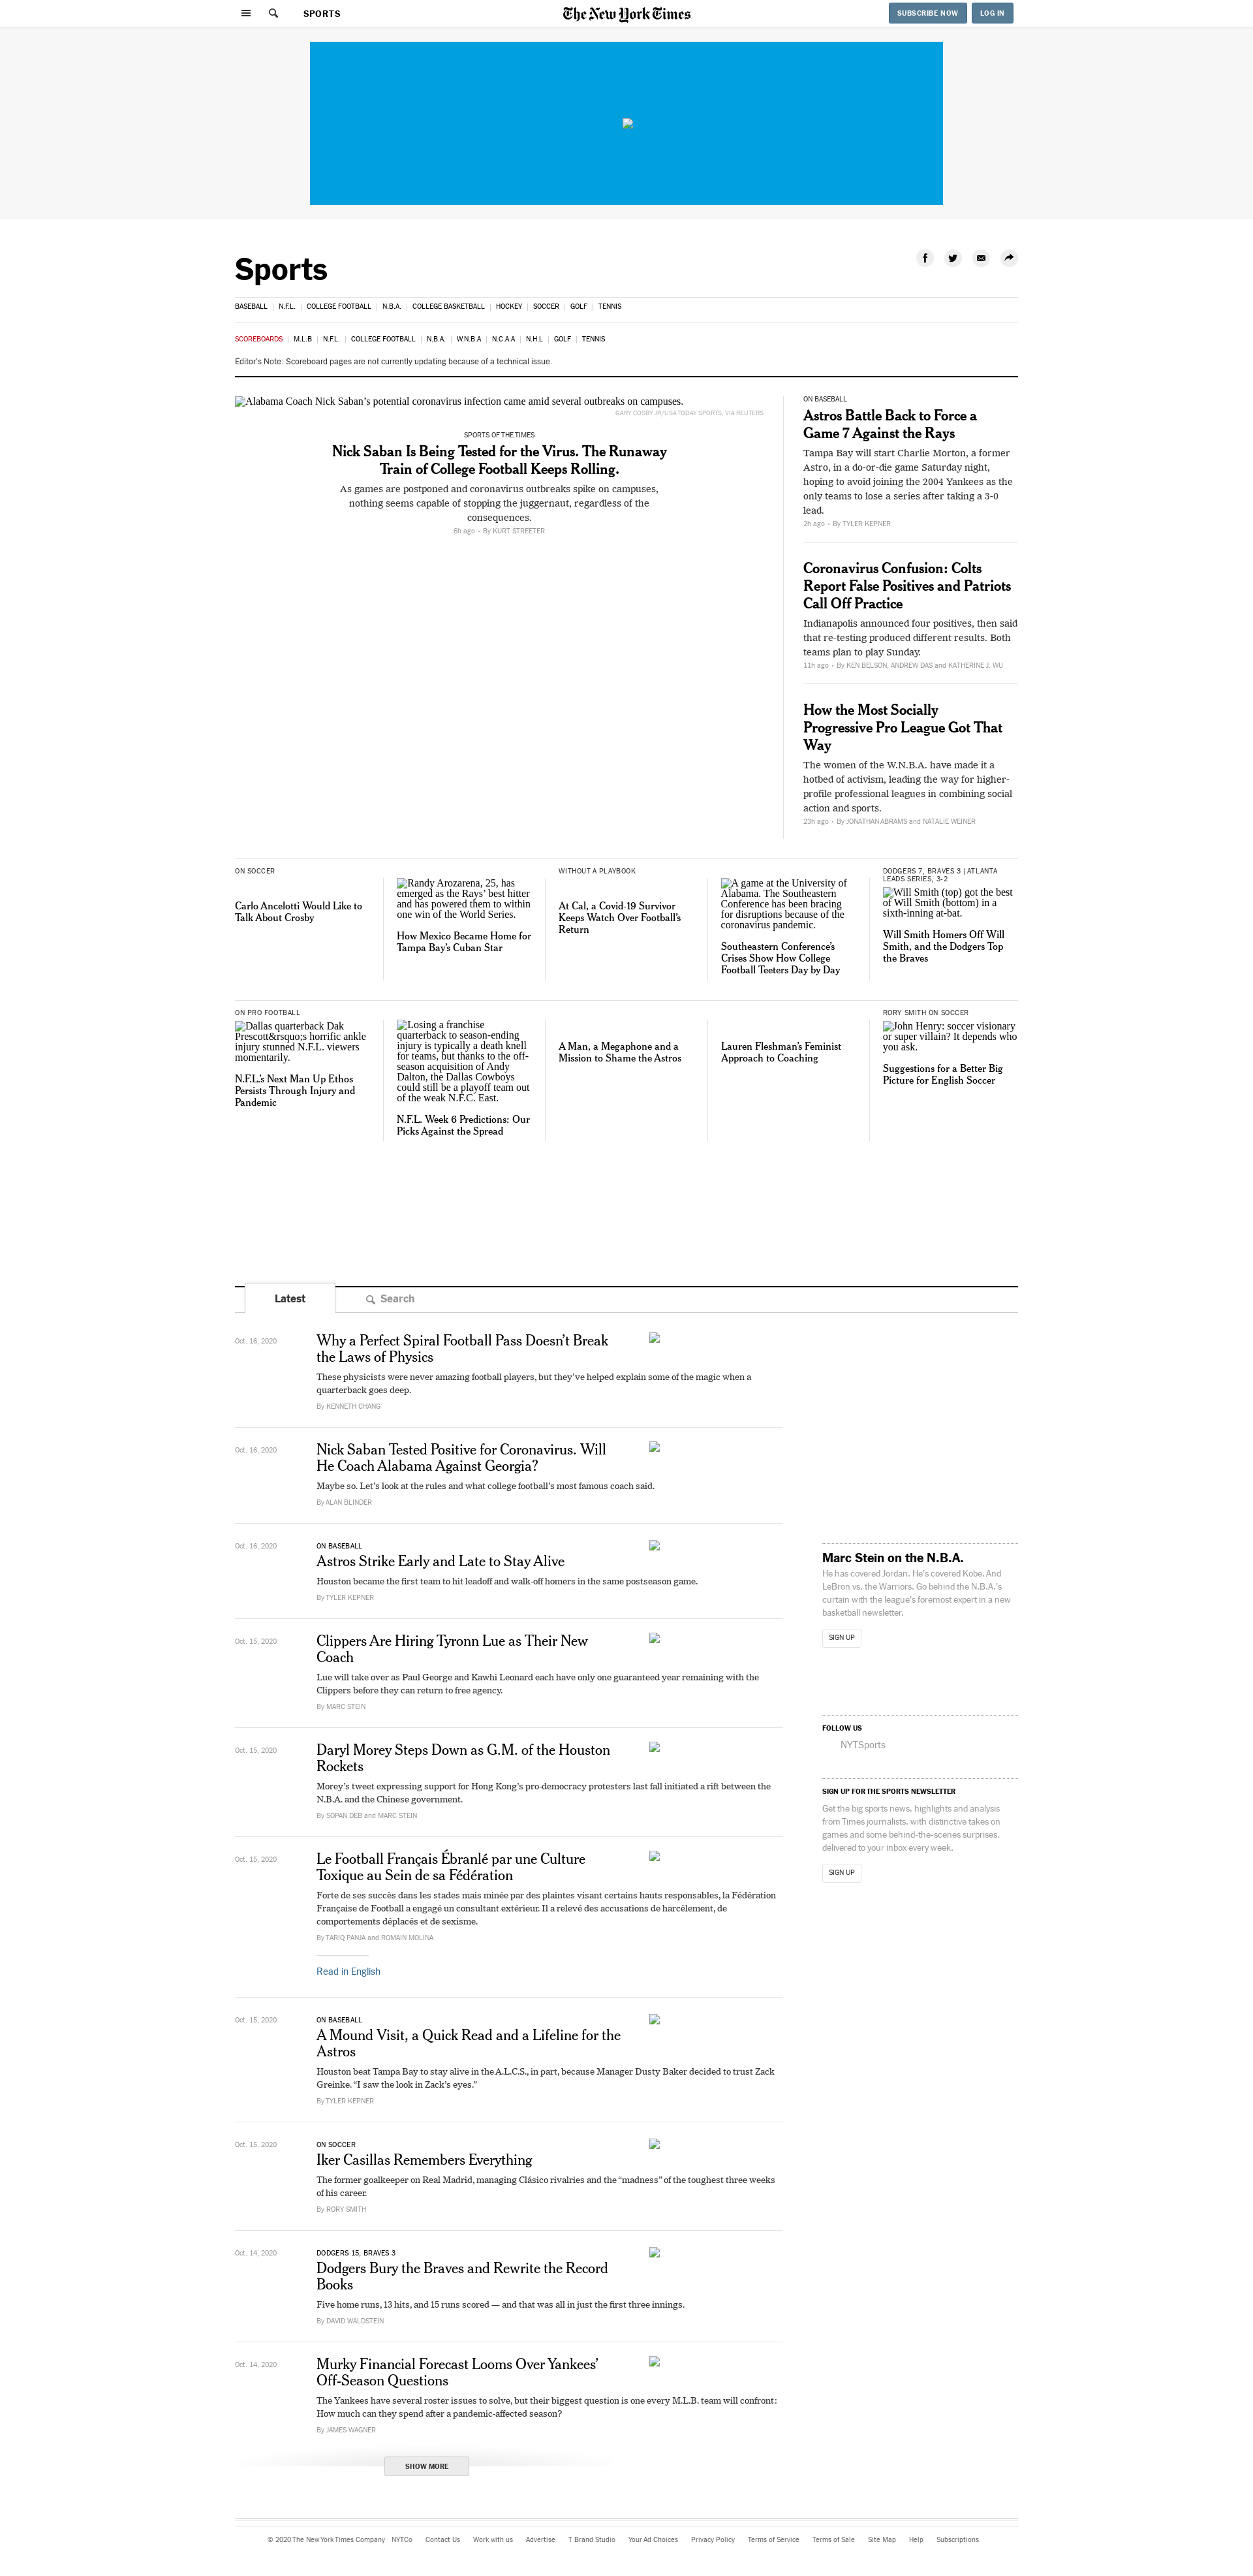 SPORTS
The New York Times
SUBSCRIBE NOW
LOG IN
Sports
BASEBALL | N.F.L. | COLLEGE FOOTBALL | N.B.A. | COLLEGE BASKETBALL | HOCKEY | SOCCER | GOLF | TENNIS
SCOREBOARDS | M.L.B | N.F.L. | COLLEGE FOOTBALL | N.B.A. | W.N.B.A | N.C.A.A | N.H.L | GOLF | TENNIS
Editor's Note: Scoreboard pages are not currently updating because of a technical issue.
Alabama Coach Nick Saban's potential coronavirus infection came amid several outbreaks on campuses.
GARY COSBY JR/USA TODAY SPORTS, VIA REUTERS
SPORTS OF THE TIMES
Nick Saban Is Being Tested for the Virus. The Runaway
Train of College Football Keeps Rolling.
As games are postponed and coronavirus outbreaks spike on campuses,
nothing seems capable of stopping the juggernaut, regardless of the
consequences.
6h ago • By KURT STREETER
ON BASEBALL
Astros Battle Back to Force a
Game 7 Against the Rays
Tampa Bay will start Charlie Morton, a former
Astro, in a do-or-die game Saturday night,
hoping to avoid joining the 2004 Yankees as the
only teams to lose a series after taking a 3-0
lead.
2h ago • By TYLER KEPNER
Coronavirus Confusion: Colts
Report False Positives and Patriots
Call Off Practice
Indianapolis announced four positives, then said
that re-testing produced different results. Both
teams plan to play Sunday.
11h ago • By KEN BELSON, ANDREW DAS and KATHERINE J. WU
How the Most Socially
Progressive Pro League Got That
Way
The women of the W.N.B.A. have made it a
hotbed of activism, leading the way for higher-
profile professional leagues in combining social
action and sports.
23h ago • By JONATHAN ABRAMS and NATALIE WEINER
ON SOCCER
Carlo Ancelotti Would Like to
Talk About Crosby
Randy Arozarena, 25, has
emerged as the Rays' best hitter
and has powered them to within
one win of the World Series.
How Mexico Became Home for
Tampa Bay's Cuban Star
WITHOUT A PLAYBOOK
At Cal, a Covid-19 Survivor
Keeps Watch Over Football's
Return
A game at the University of
Alabama. The Southeastern
Conference has been bracing
for disruptions because of the
coronavirus pandemic.
Southeastern Conference's
Crises Show How College
Football Teeters Day by Day
DODGERS 7, BRAVES 3 | ATLANTA
LEADS SERIES, 3-2
Will Smith (top) got the best
of Will Smith (bottom) in a
sixth-inning at-bat.
Will Smith Homers Off Will
Smith, and the Dodgers Top
the Braves
ON PRO FOOTBALL
Dallas quarterback Dak
Prescott&rsquo;s horrific ankle
injury stunned N.F.L. viewers
momentarily.
N.F.L.'s Next Man Up Ethos
Persists Through Injury and
Pandemic
Losing a franchise
quarterback to season-ending
injury is typically a death knell
for teams, but thanks to the off-
season acquisition of Andy
Dalton, the Dallas Cowboys
could still be a playoff team out
of the weak N.F.C. East.
N.F.L. Week 6 Predictions: Our
Picks Against the Spread
A Man, a Megaphone and a
Mission to Shame the Astros
Lauren Fleshman's Feminist
Approach to Coaching
RORY SMITH ON SOCCER
John Henry: soccer visionary
or super villain? It depends who
you ask.
Suggestions for a Better Big
Picture for English Soccer
Latest
Search
Oct. 16, 2020
Why a Perfect Spiral Football Pass Doesn't Break
the Laws of Physics
These physicists were never amazing football players, but they've helped explain some of the magic when a
quarterback goes deep.
By KENNETH CHANG
Oct. 16, 2020
Nick Saban Tested Positive for Coronavirus. Will
He Coach Alabama Against Georgia?
Maybe so. Let's look at the rules and what college football's most famous coach said.
By ALAN BLINDER
Oct. 16, 2020
ON BASEBALL
Astros Strike Early and Late to Stay Alive
Houston became the first team to hit leadoff and walk-off homers in the same postseason game.
By TYLER KEPNER
Oct. 15, 2020
Clippers Are Hiring Tyronn Lue as Their New
Coach
Lue will take over as Paul George and Kawhi Leonard each have only one guaranteed year remaining with the
Clippers before they can return to free agency.
By MARC STEIN
Oct. 15, 2020
Daryl Morey Steps Down as G.M. of the Houston
Rockets
Morey's tweet expressing support for Hong Kong's pro-democracy protesters last fall initiated a rift between the
N.B.A. and the Chinese government.
By SOPAN DEB and MARC STEIN
Oct. 15, 2020
Le Football Français Ébranlé par une Culture
Toxique au Sein de sa Fédération
Forte de ses succès dans les stades mais minée par des plaintes visant certains hauts responsables, la Fédération
Française de Football a engagé un consultant extérieur. Il a relevé des accusations de harcèlement, de
comportements déplacés et de sexisme.
By TARIQ PANJA and ROMAIN MOLINA
Read in English
Oct. 15, 2020
ON BASEBALL
A Mound Visit, a Quick Read and a Lifeline for the
Astros
Houston beat Tampa Bay to stay alive in the A.L.C.S., in part, because Manager Dusty Baker decided to trust Zack
Greinke. “I saw the look in Zack's eyes.”
By TYLER KEPNER
Oct. 15, 2020
ON SOCCER
Iker Casillas Remembers Everything
The former goalkeeper on Real Madrid, managing Clásico rivalries and the “madness” of the toughest three weeks
of his career.
By RORY SMITH
Oct. 14, 2020
DODGERS 15, BRAVES 3
Dodgers Bury the Braves and Rewrite the Record
Books
Five home runs, 13 hits, and 15 runs scored — and that was all in just the first three innings.
By DAVID WALDSTEIN
Oct. 14, 2020
Murky Financial Forecast Looms Over Yankees'
Off-Season Questions
The Yankees have several roster issues to solve, but their biggest question is one every M.L.B. team will confront:
How much can they spend after a pandemic-affected season?
By JAMES WAGNER
SHOW MORE
Marc Stein on the N.B.A.
He has covered Jordan. He's covered Kobe. And
LeBron vs. the Warriors. Go behind the N.B.A.'s
curtain with the league's foremost expert in a new
basketball newsletter.
SIGN UP
FOLLOW US
NYTSports
SIGN UP FOR THE SPORTS NEWSLETTER
Get the big sports news, highlights and analysis
from Times journalists, with distinctive takes on
games and some behind-the-scenes surprises,
delivered to your inbox every week.
SIGN UP
© 2020 The New York Times Company NYTCo Contact Us Work with us Advertise T Brand Studio Your Ad Choices Privacy Policy Terms of Service Terms of Sale Site Map Help Subscriptions